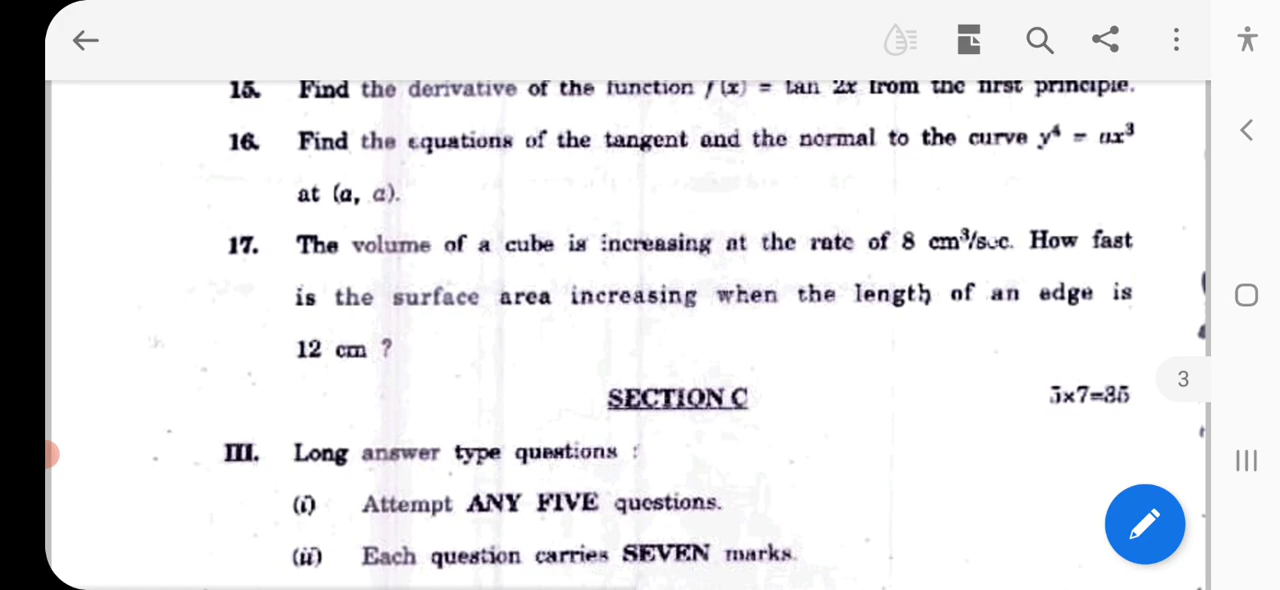 15. Find the derivative of the function f(x) = tan 2x from the first principle.
16. Find the equations of the tangent and the normal to the curve y⁴ = ax³
at (a, a).
17. The volume of a cube is increasing at the rate of 8 cm³/sec. How fast
is the surface area increasing when the length of an edge is
12 cm ?
3
SECTION C 5×7=35
III. Long answer type questions :
(i) Attempt ANY FIVE questions.
(ii) Each question carries SEVEN marks.